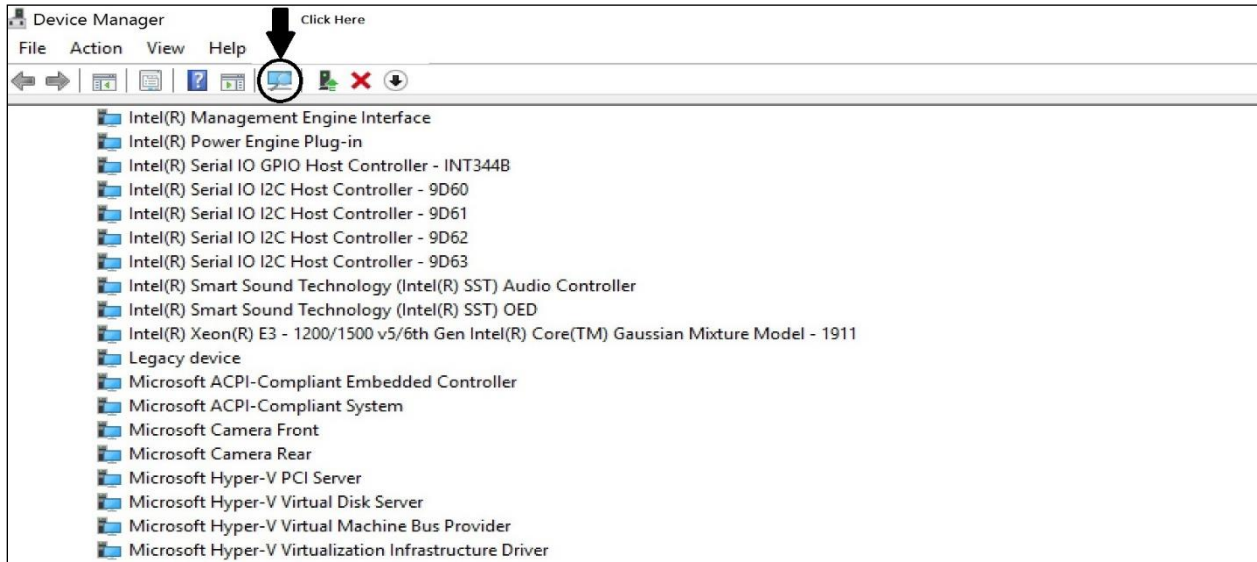 Device Manager
Click Here
File Action View Help
Intel(R) Management Engine Interface
Intel(R) Power Engine Plug-in
Intel(R) Serial IO GPIO Host Controller - INT344B
Intel(R) Serial IO I2C Host Controller - 9D60
Intel(R) Serial IO I2C Host Controller - 9D61
Intel(R) Serial IO I2C Host Controller - 9D62
Intel(R) Serial IO I2C Host Controller - 9D63
Intel(R) Smart Sound Technology (Intel(R) SST) Audio Controller
Intel(R) Smart Sound Technology (Intel(R) SST) OED
Intel(R) Xeon(R) E3 - 1200/1500 v5/6th Gen Intel(R) Core(TM) Gaussian Mixture Model - 1911
Legacy device
Microsoft ACPI-Compliant Embedded Controller
Microsoft ACPI-Compliant System
Microsoft Camera Front
Microsoft Camera Rear
Microsoft Hyper-V PCI Server
Microsoft Hyper-V Virtual Disk Server
Microsoft Hyper-V Virtual Machine Bus Provider
Microsoft Hyper-V Virtualization Infrastructure Driver